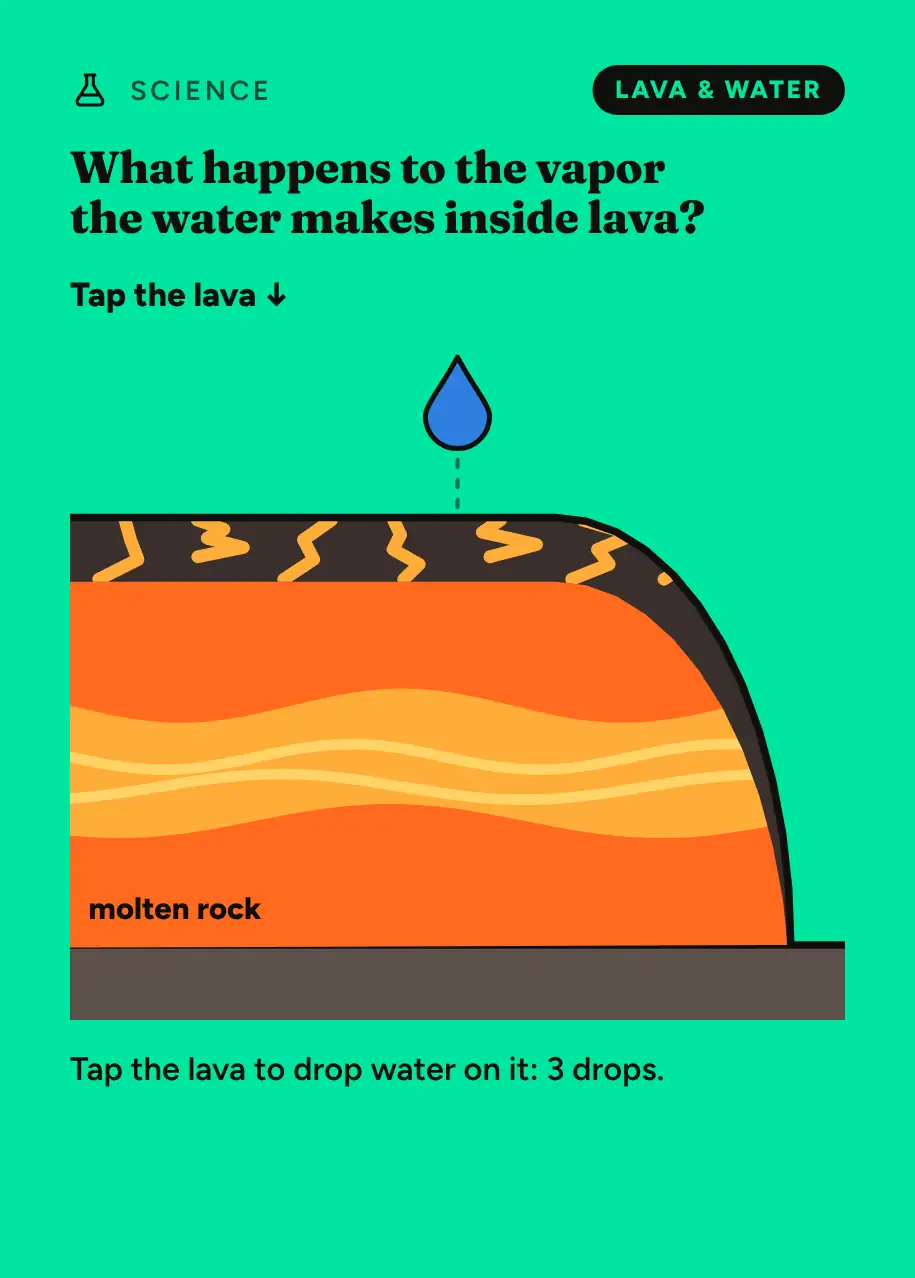 SCIENCE
LAVA & WATER
What happens to the vapor
the water makes inside lava?
Tap the lava ↓
molten rock
Tap the lava to drop water on it: 3 drops.